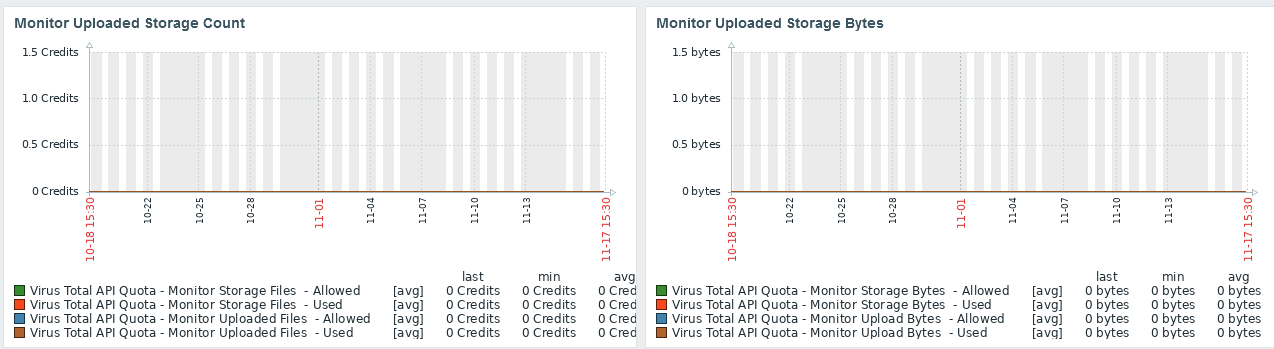 Monitor Uploaded Storage Count
1.5 Credits
1.0 Credits
0.5 Credits
0 Credits
10-18 15:30
10-22
10-25
10-28
11-01
11-04
11-07
11-10
11-13
11-17 15:30
last min avg
Virus Total API Quota - Monitor Storage Files - Allowed [avg] 0 Credits 0 Credits 0 Cred
Virus Total API Quota - Monitor Storage Files - Used [avg] 0 Credits 0 Credits 0 Cred
Virus Total API Quota - Monitor Uploaded Files - Allowed [avg] 0 Credits 0 Credits 0 Cred
Virus Total API Quota - Monitor Uploaded Files - Used [avg] 0 Credits 0 Credits 0 Cred
Monitor Uploaded Storage Bytes
1.5 bytes
1.0 bytes
0.5 bytes
0 bytes
10-18 15:30
10-22
10-25
10-28
11-01
11-04
11-07
11-10
11-13
11-17 15:30
last min avg
Virus Total API Quota - Monitor Storage Bytes - Allowed [avg] 0 bytes 0 bytes 0 bytes
Virus Total API Quota - Monitor Storage Bytes - Used [avg] 0 bytes 0 bytes 0 bytes
Virus Total API Quota - Monitor Upload Bytes - Allowed [avg] 0 bytes 0 bytes 0 bytes
Virus Total API Quota - Monitor Upload Bytes - Used [avg] 0 bytes 0 bytes 0 bytes